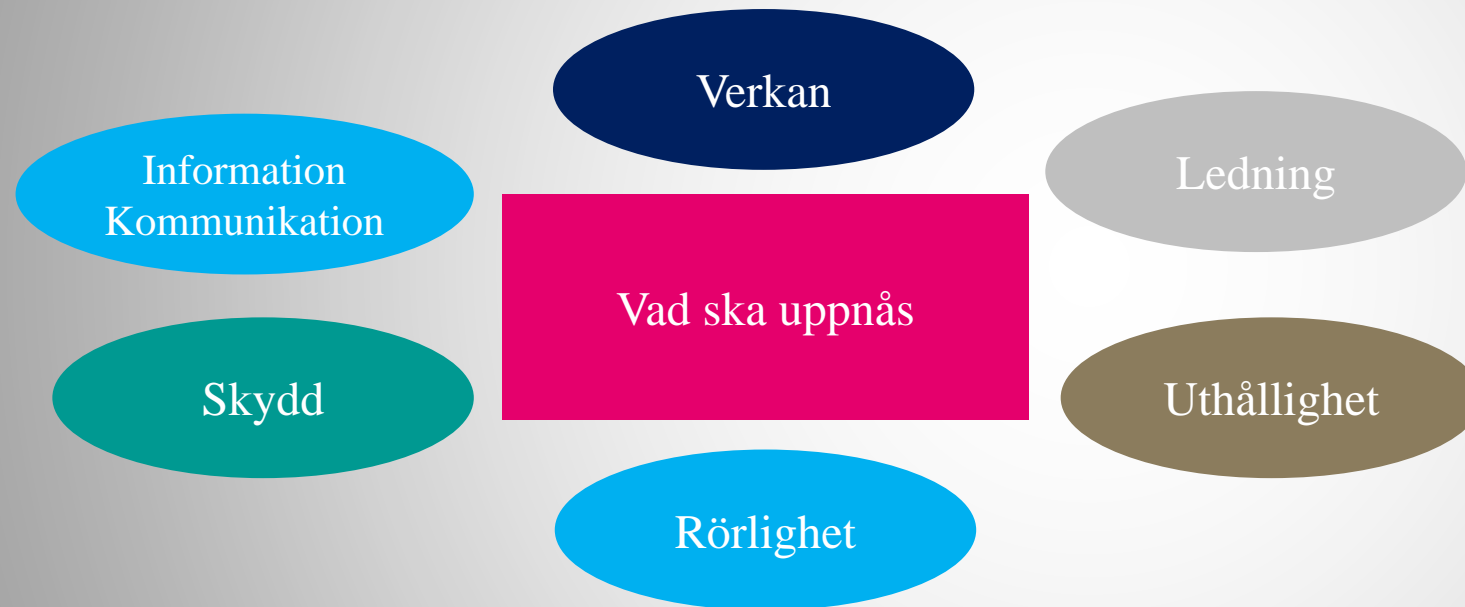 Verkan
Information
Kommunikation
Ledning
Vad ska uppnås
Skydd
Uthållighet
Rörlighet